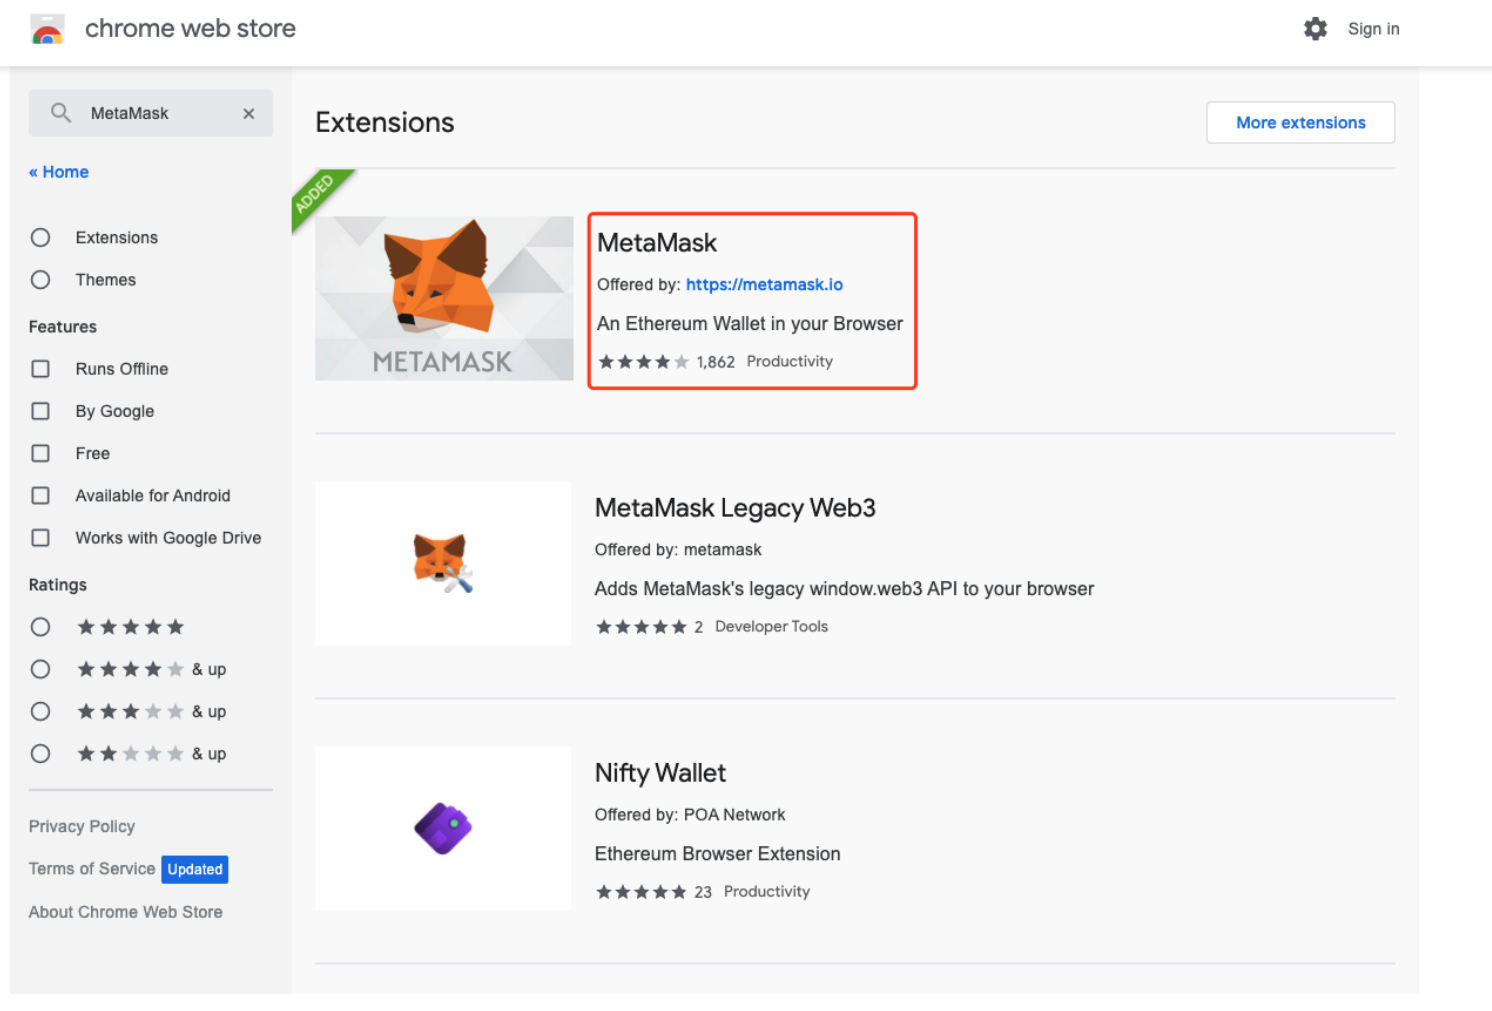 chrome web store
Sign in
MetaMask ×
« Home
Extensions
Themes
Features
Runs Offline
By Google
Free
Available for Android
Works with Google Drive
Ratings
& up
& up
& up
Privacy Policy
Terms of Service Updated
About Chrome Web Store
Extensions
More extensions
ADDED
METAMASK
MetaMask
Offered by: https://metamask.io
An Ethereum Wallet in your Browser
1,862 Productivity
MetaMask Legacy Web3
Offered by: metamask
Adds MetaMask's legacy window.web3 API to your browser
2 Developer Tools
Nifty Wallet
Offered by: POA Network
Ethereum Browser Extension
23 Productivity